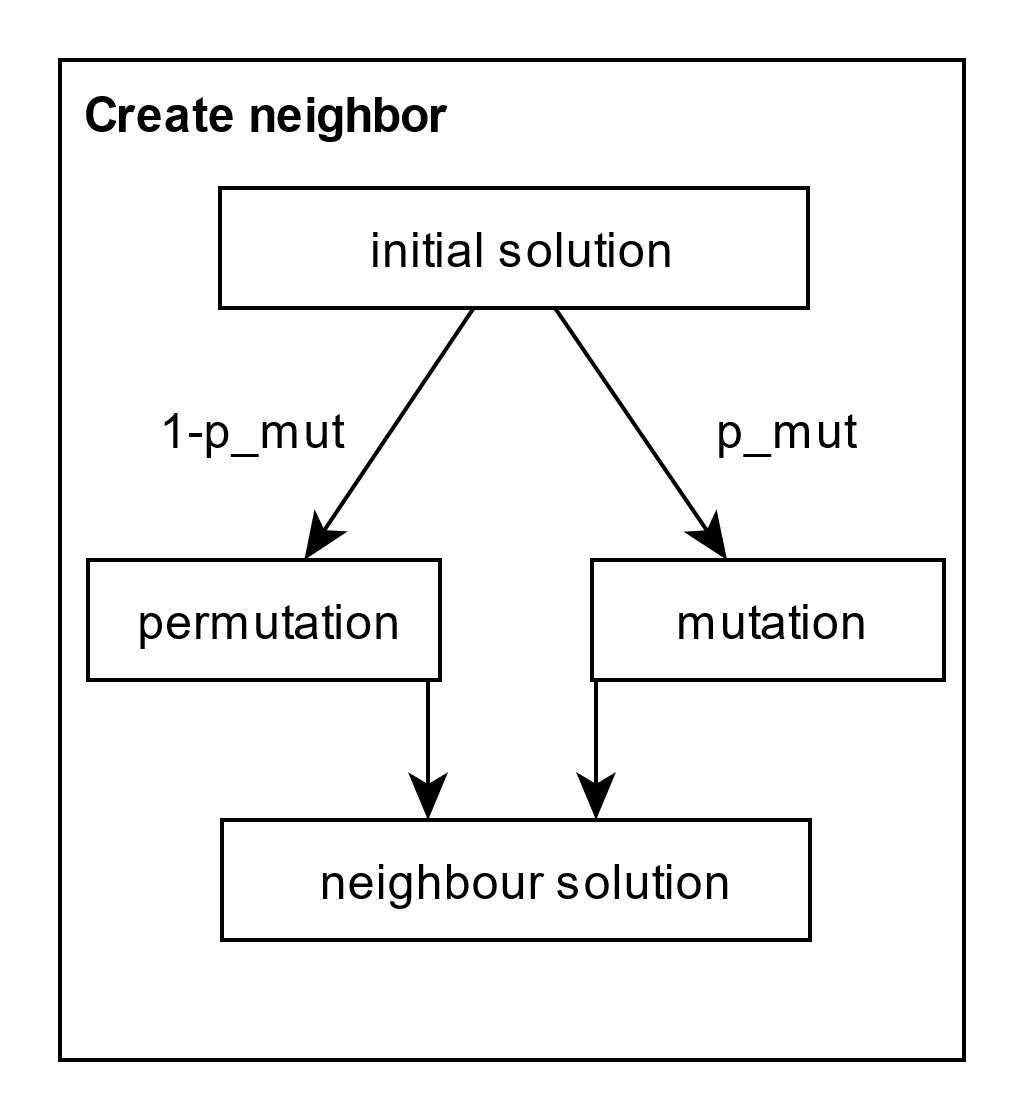 Create neighbor
initial solution
1-p_mut
p_mut
permutation
mutation
neighbour solution